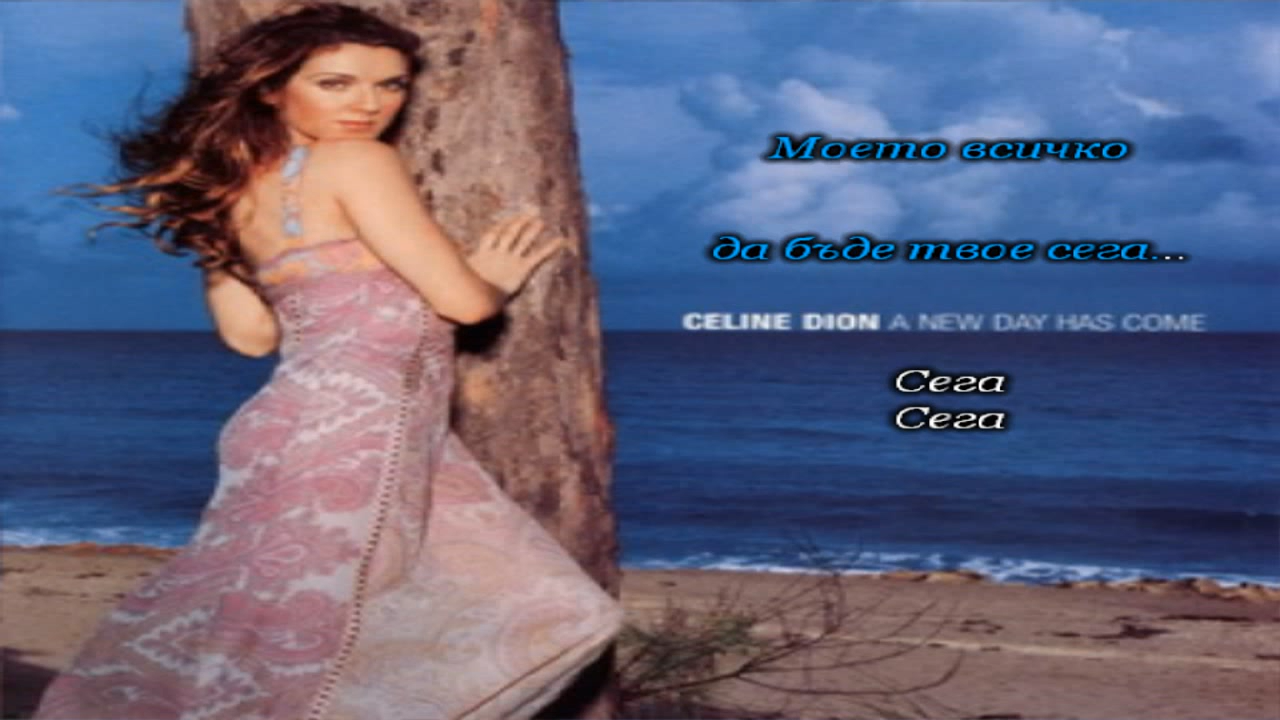 Моето всичко
да бъде твое сега...
CELINE DION A NEW DAY HAS COME
Сега
Сега